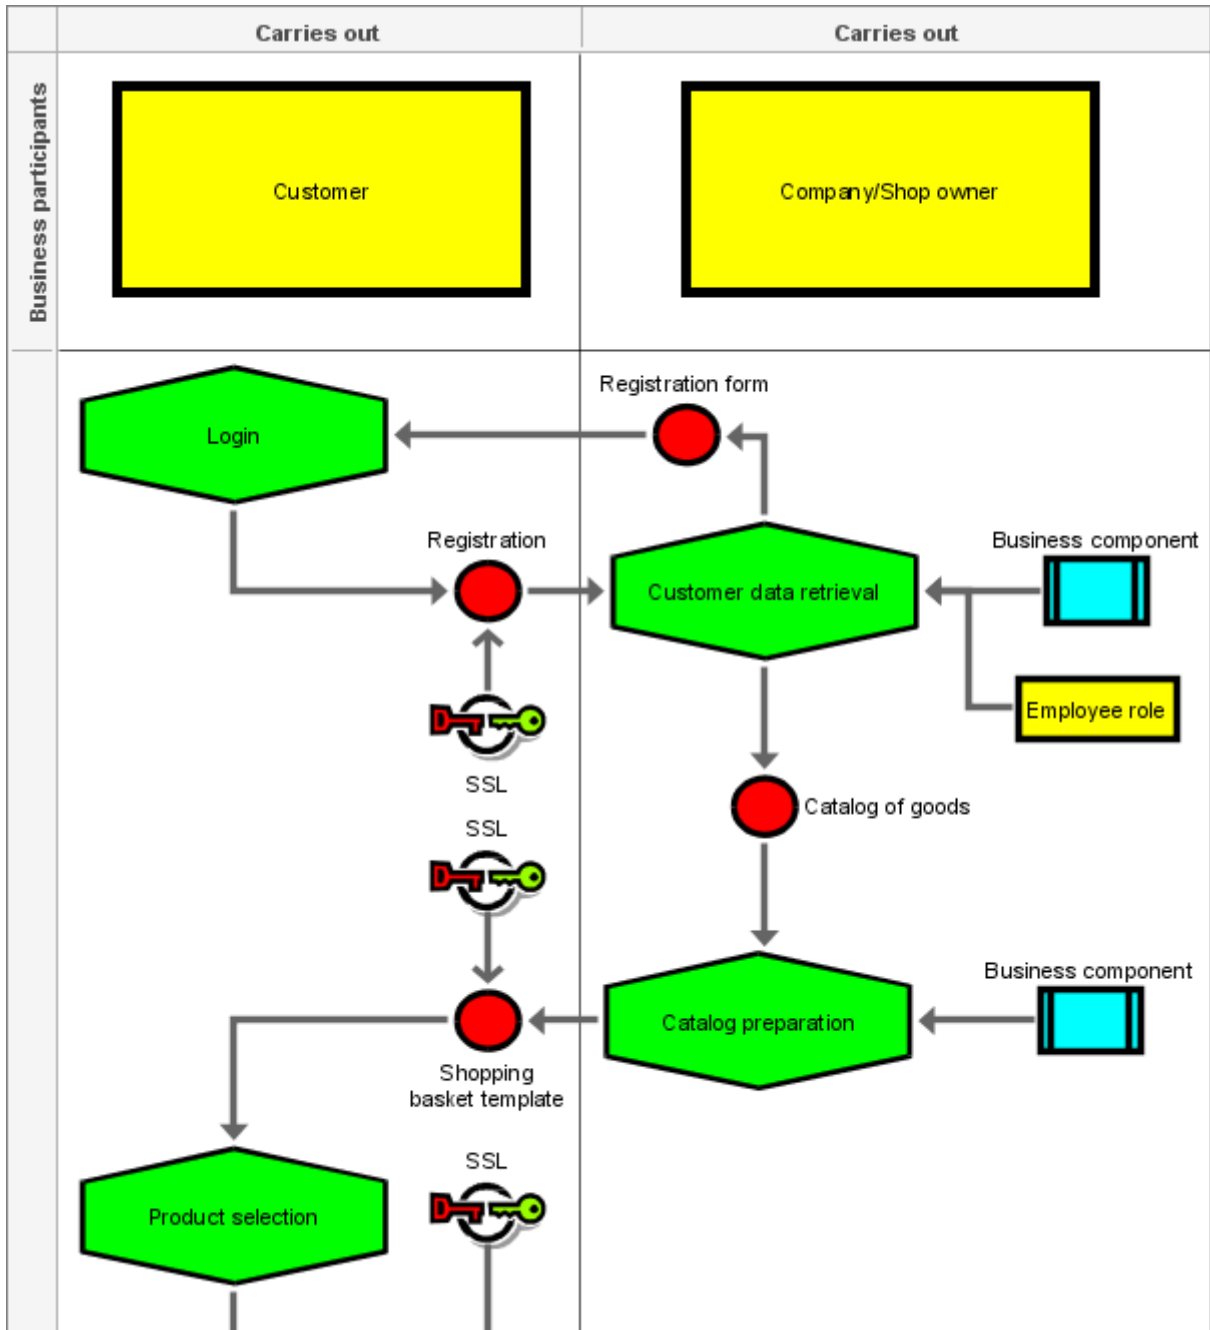 Carries out
Carries out
Business participants
Customer
Company/Shop owner
Registration form
Login
Registration
Business component
Customer data retrieval
Employee role
SSL
Catalog of goods
SSL
Business component
Catalog preparation
Shopping
basket template
SSL
Product selection